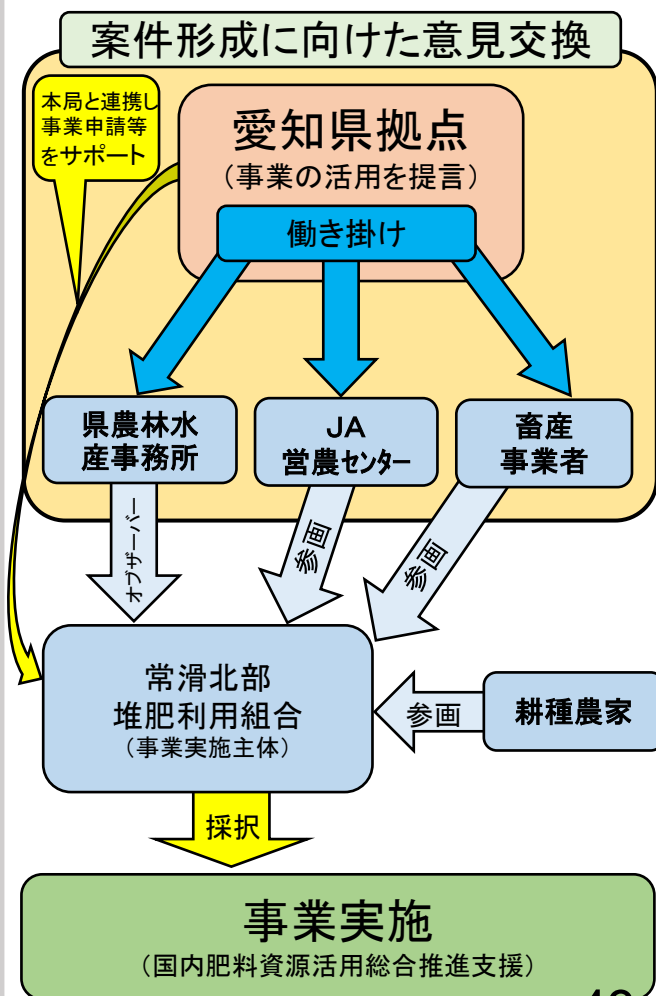 案件形成に向けた意見交換
本局と連携し
事業申請等
をサポート
愛知県拠点
（事業の活用を提言）
働き掛け
県農林水
産事務所
JA
営農センター
畜産
事業者
オブザーバー
参画
参画
常滑北部
堆肥利用組合
（事業実施主体）
参画
耕種農家
採択
事業実施
（国内肥料資源活用総合推進支援）